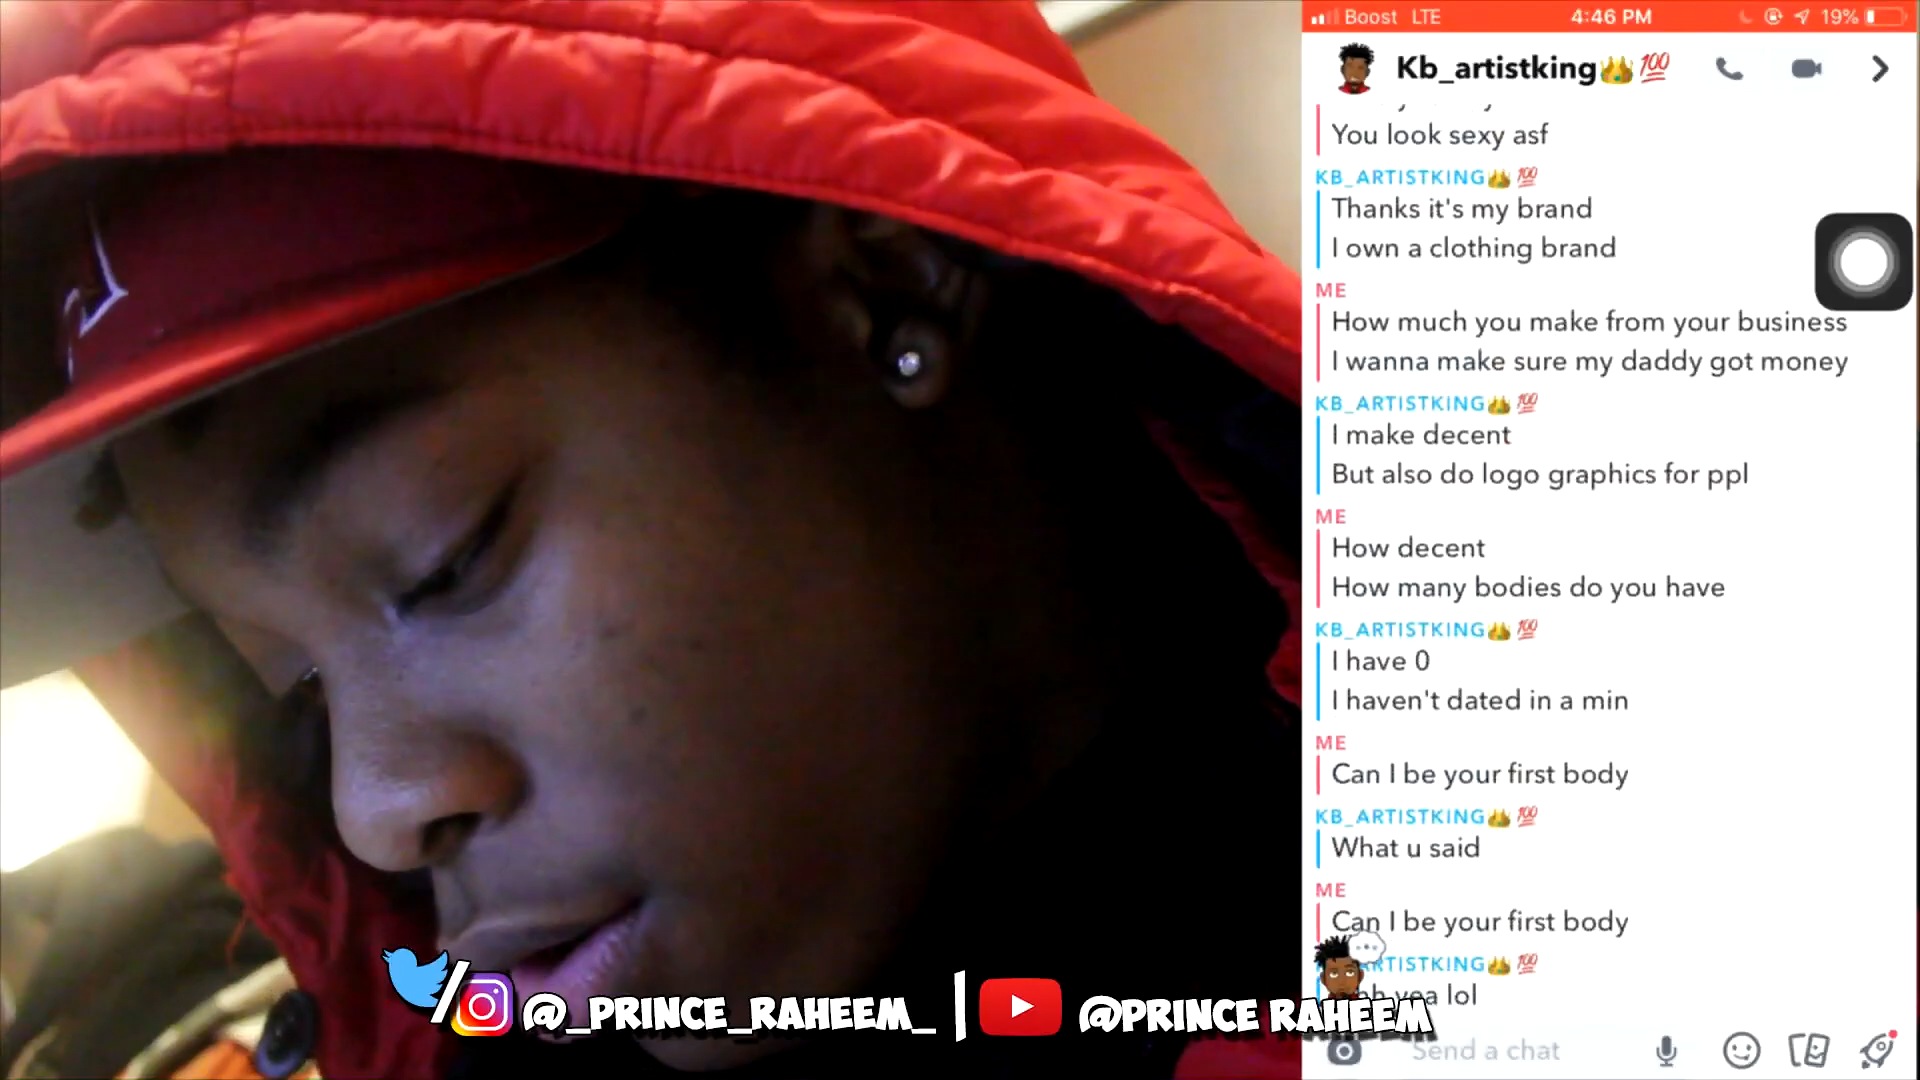 Boost LTE 4:46 PM 19%
Kb_artistking👑💯
You look sexy asf
KB_ARTISTKING👑💯
Thanks it's my brand
I own a clothing brand
ME
How much you make from your business
I wanna make sure my daddy got money
KB_ARTISTKING👑💯
I make decent
But also do logo graphics for ppl
ME
How decent
How many bodies do you have
KB_ARTISTKING👑💯
I have 0
I haven't dated in a min
ME
Can I be your first body
KB_ARTISTKING👑💯
What u said
ME
Can I be your first body
ARTISTKING👑💯
yea lol
Send a chat
@_PRINCE_RAHEEM_ | @PRINCE RAHEEM